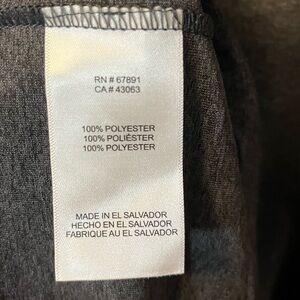 RN # 67891
CA # 43063
100% POLYESTER
100% POLIÉSTER
100% POLYESTER
MADE IN EL SALVADOR
HECHO EN EL SALVADOR
FABRIQUE AU EL SALVADOR